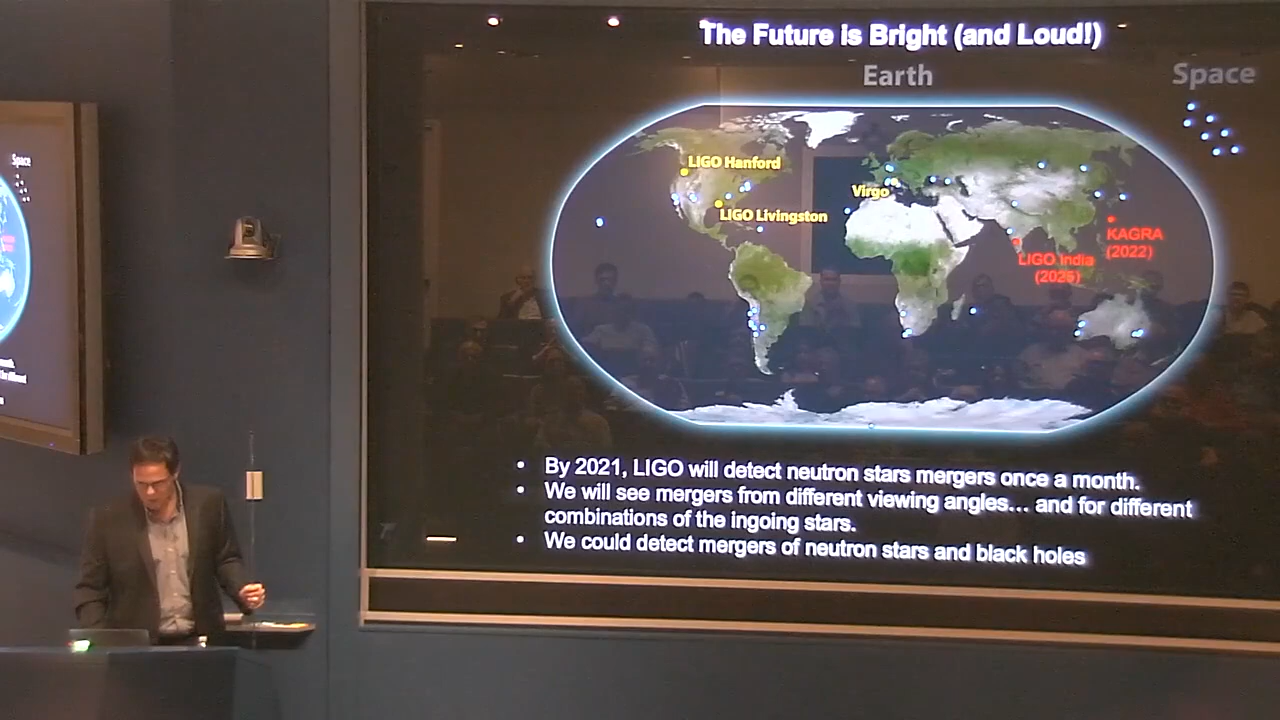 The Future is Bright (and Loud!)
Earth
Space
LIGO Hanford
Virgo
LIGO Livingston
KAGRA
(2022)
LIGO India
(2025)
• By 2021, LIGO will detect neutron stars mergers once a month.
• We will see mergers from different viewing angles… and for different
combinations of the ingoing stars.
• We could detect mergers of neutron stars and black holes
Space